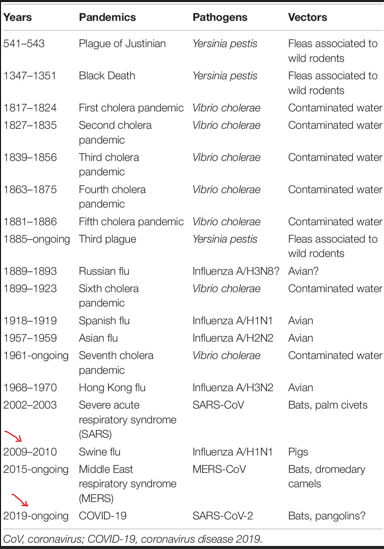 Years Pandemics Pathogens Vectors
541–543 Plague of Justinian Yersinia pestis Fleas associated to
wild rodents
1347–1351 Black Death Yersinia pestis Fleas associated to
wild rodents
1817–1824 First cholera pandemic Vibrio cholerae Contaminated water
1827–1835 Second cholera Vibrio cholerae Contaminated water
pandemic
1839–1856 Third cholera Vibrio cholerae Contaminated water
pandemic
1863–1875 Fourth cholera Vibrio cholerae Contaminated water
pandemic
1881–1886 Fifth cholera pandemic Vibrio cholerae Contaminated water
1885–ongoing Third plague Yersinia pestis Fleas associated to
wild rodents
1889–1893 Russian flu Influenza A/H3N8? Avian?
1899–1923 Sixth cholera Vibrio cholerae Contaminated water
pandemic
1918–1919 Spanish flu Influenza A/H1N1 Avian
1957–1959 Asian flu Influenza A/H2N2 Avian
1961-ongoing Seventh cholera Vibrio cholerae Contaminated water
pandemic
1968–1970 Hong Kong flu Influenza A/H3N2 Avian
2002–2003 Severe acute SARS-CoV Bats, palm civets
respiratory syndrome
(SARS)
2009–2010 Swine flu Influenza A/H1N1 Pigs
2015-ongoing Middle East MERS-CoV Bats, dromedary
respiratory syndrome camels
(MERS)
2019-ongoing COVID-19 SARS-CoV-2 Bats, pangolins?
CoV, coronavirus; COVID-19, coronavirus disease 2019.